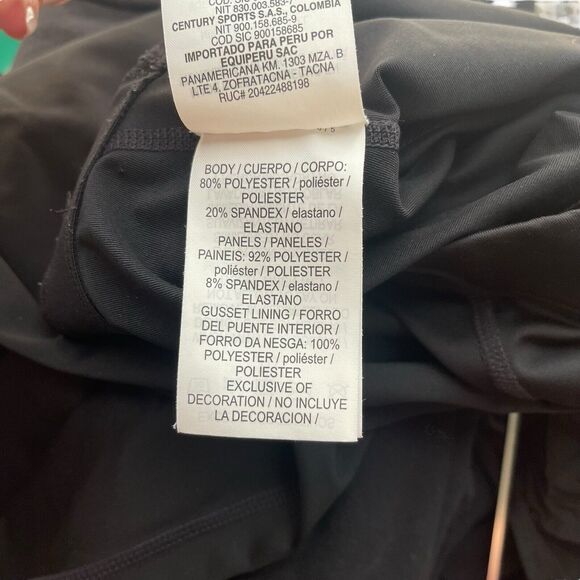 COD. SIC
NIT 830.003.583-7
CENTURY SPORTS S.A.S., COLOMBIA
NIT 900.158.685-9
COD SIC 900158685
IMPORTADO PARA PERU POR
EQUIPERU SAC
PANAMERICANA KM. 1303 MZA. B
LTE 4, ZOFRATACNA - TACNA
RUC# 20422488198
BODY / CUERPO / CORPO:
80% POLYESTER / poliéster /
POLIESTER
20% SPANDEX / elastano /
ELASTANO
PANELS / PANELES /
PAINEIS: 92% POLYESTER /
poliéster / POLIESTER
8% SPANDEX / elastano /
ELASTANO
GUSSET LINING / FORRO
DEL PUENTE INTERIOR /
FORRO DA NESGA: 100%
POLYESTER / poliéster /
POLIESTER
EXCLUSIVE OF
DECORATION / NO INCLUYE
LA DECORACION /